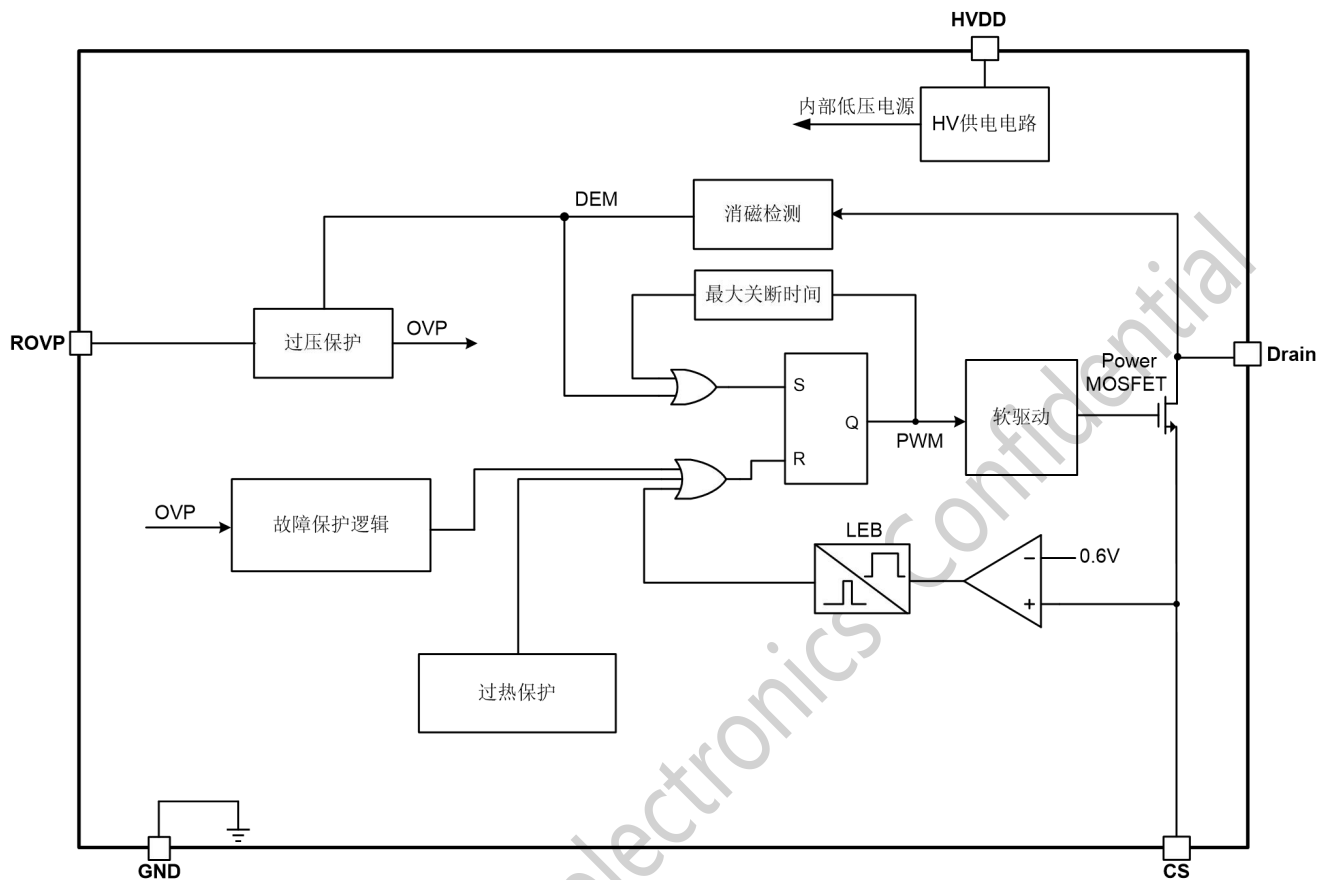 HVDD
内部低压电源
HV供电电路
DEM
消磁检测
最大关断时间
ROVP
过压保护
OVP
Power
MOSFET
Drain
S
Q
R
PWM
软驱动
OVP
故障保护逻辑
LEB
-
0.6V
+
过热保护
GND
CS
electronics Confidential